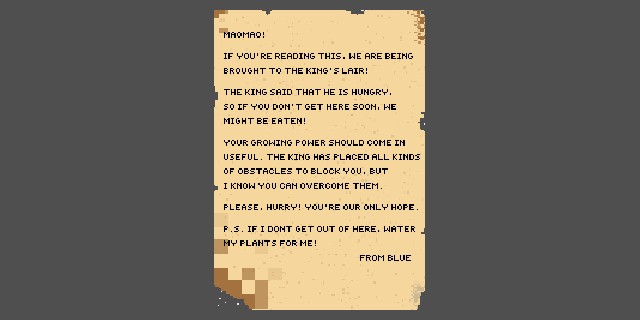 MAOMAO!
IF YOU'RE READING THIS, WE ARE BEING
BROUGHT TO THE KING'S LAIR!
THE KING SAID THAT HE IS HUNGRY,
SO IF YOU DON'T GET HERE SOON, WE
MIGHT BE EATEN!
YOUR GROWING POWER SHOULD COME IN
USEFUL. THE KING HAS PLACED ALL KINDS
OF OBSTACLES TO BLOCK YOU, BUT
I KNOW YOU CAN OVERCOME THEM.
PLEASE, HURRY! YOU'RE OUR ONLY HOPE.
P.S. IF I DONT GET OUT OF HERE, WATER
MY PLANTS FOR ME!
FROM BLUE